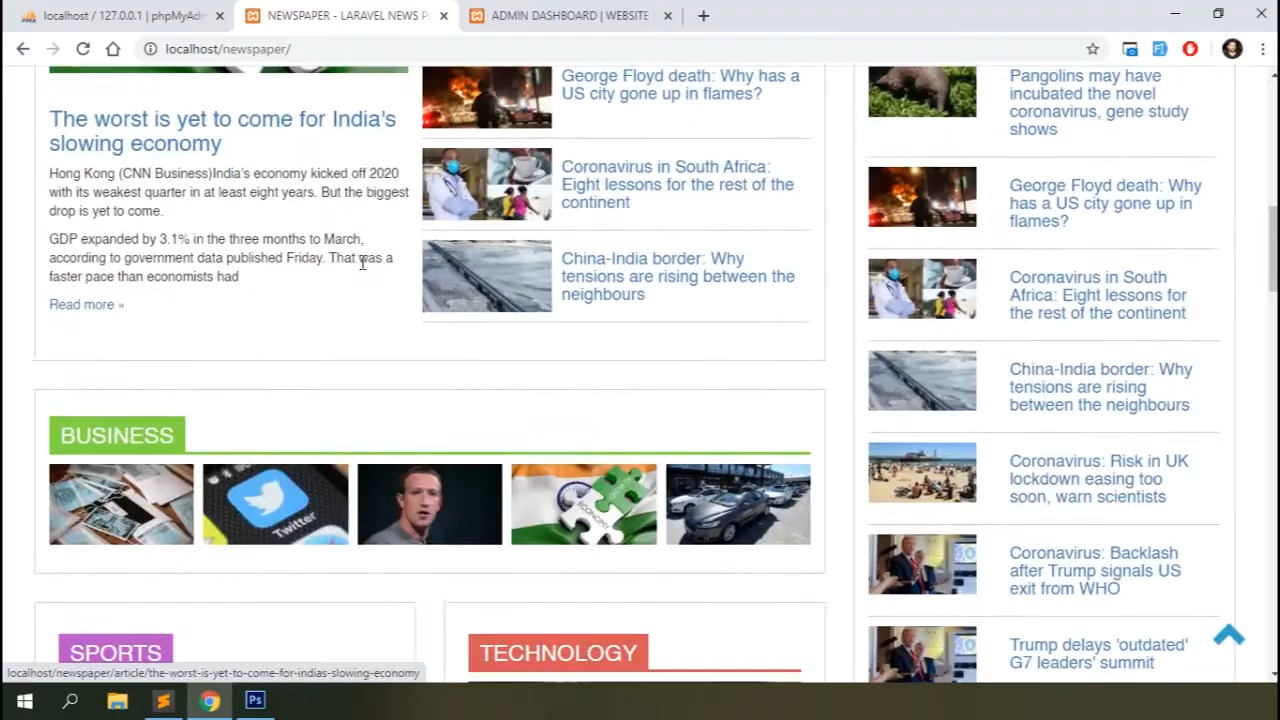 localhost / 127.0.0.1 | phpMyAdm
NEWSPAPER - LARAVEL NEWS P
ADMIN DASHBOARD | WEBSITE
localhost/newspaper/
The worst is yet to come for India's
slowing economy
Hong Kong (CNN Business)India's economy kicked off 2020
with its weakest quarter in at least eight years. But the biggest
drop is yet to come.
GDP expanded by 3.1% in the three months to March,
according to government data published Friday. That was a
faster pace than economists had
Read more »
George Floyd death: Why has a
US city gone up in flames?
Coronavirus in South Africa:
Eight lessons for the rest of the
continent
China-India border: Why
tensions are rising between the
neighbours
BUSINESS
Twitter
ECONOMY
SPORTS
TECHNOLOGY
Pangolins may have
incubated the novel
coronavirus, gene study
shows
George Floyd death: Why
has a US city gone up in
flames?
Coronavirus in South
Africa: Eight lessons for
the rest of the continent
China-India border: Why
tensions are rising
between the neighbours
Coronavirus: Risk in UK
lockdown easing too
soon, warn scientists
Coronavirus: Backlash
after Trump signals US
exit from WHO
Trump delays 'outdated'
G7 leaders' summit
localhost/newspaper/article/the-worst-is-yet-to-come-for-indias-slowing-economy
Ps